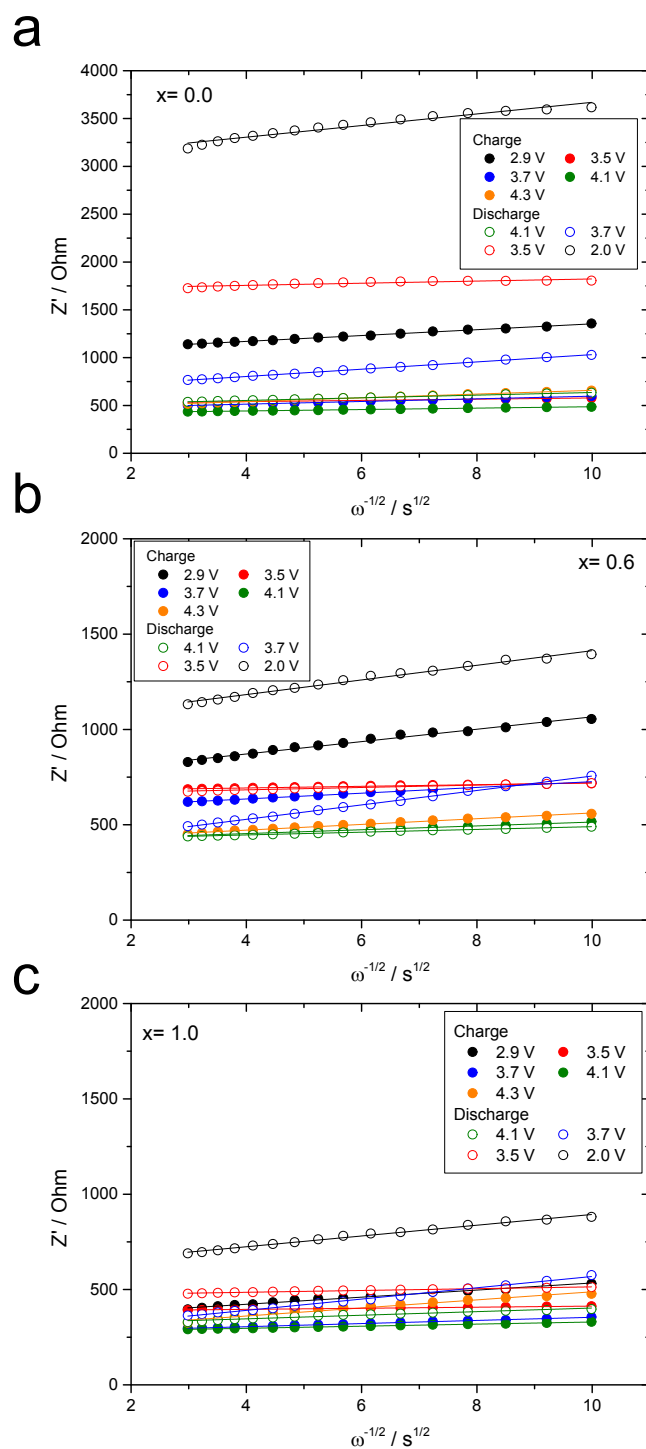 a
4000
x= 0.0
3500
Charge
2.9 V 3.5 V
3.7 V 4.1 V
4.3 V
Discharge
4.1 V 3.7 V
3.5 V 2.0 V
3000
2500
2000
1500
1000
500
0
Z' / Ohm
2 4 6 8 10
ω⁻¹/² / s¹/²
b
2000
Charge
2.9 V 3.5 V
3.7 V 4.1 V
4.3 V
Discharge
4.1 V 3.7 V
3.5 V 2.0 V
x= 0.6
1500
1000
500
0
Z' / Ohm
2 4 6 8 10
ω⁻¹/² / s¹/²
c
2000
x= 1.0
Charge
2.9 V 3.5 V
3.7 V 4.1 V
4.3 V
Discharge
4.1 V 3.7 V
3.5 V 2.0 V
1500
1000
500
0
Z' / Ohm
2 4 6 8 10
ω⁻¹/² / s¹/²